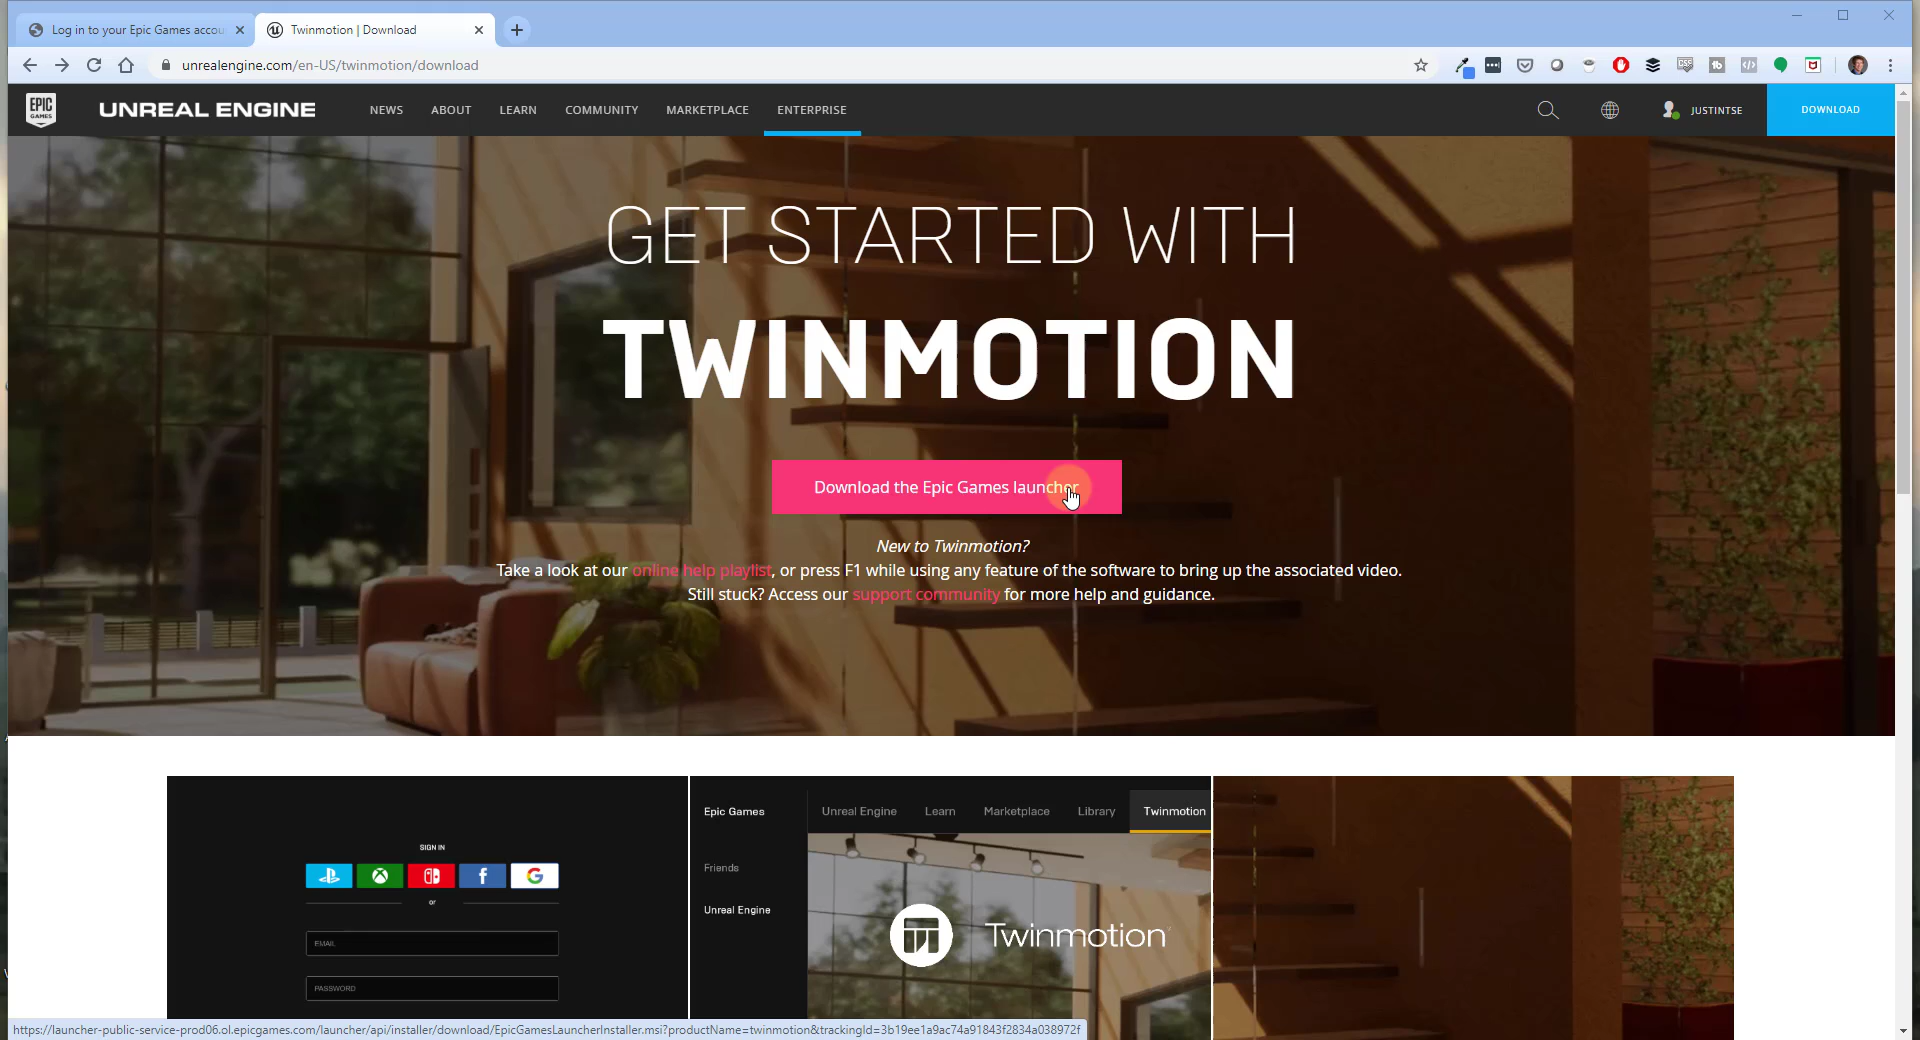 Log in to your Epic Games accou
Twinmotion | Download
unrealengine.com/en-US/twinmotion/download
EPIC
GAMES
UNREAL ENGINE
NEWS
ABOUT
LEARN
COMMUNITY
MARKETPLACE
ENTERPRISE
JUSTINTSE
DOWNLOAD
GET STARTED WITH
TWINMOTION
Download the Epic Games launcher
New to Twinmotion?
Take a look at our online help playlist, or press F1 while using any feature of the software to bring up the associated video.
Still stuck? Access our support community for more help and guidance.
SIGN IN
or
EMAIL
PASSWORD
Epic Games
Unreal Engine
Learn
Marketplace
Library
Twinmotion
Friends
Unreal Engine
Twinmotion
https://launcher-public-service-prod06.ol.epicgames.com/launcher/api/installer/download/EpicGamesLauncherInstaller.msi?productName=twinmotion&trackingId=3b19ee1a9ac74a91843f2834a038972f